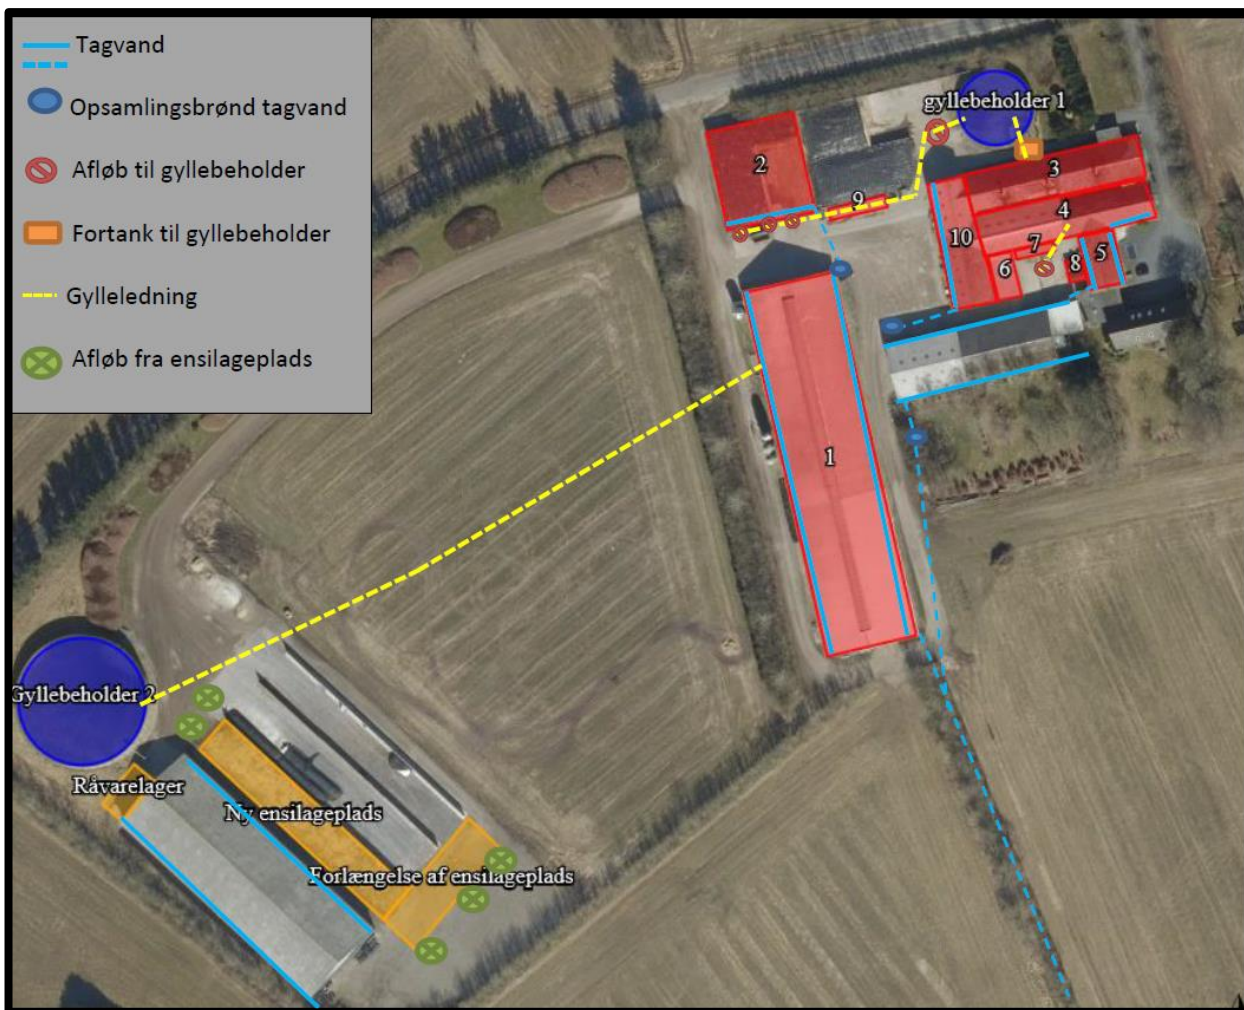 Tagvand
Opsamlingsbrønd tagvand
Afløb til gyllebeholder
Fortank til gyllebeholder
Gylleledning
Afløb fra ensilageplads
gyllebeholder 1
2
3
9
4
10
7
5
6
8
1
Gyllebeholder 2
Råvarelager
Ny ensilageplads
Forlængelse af ensilageplads